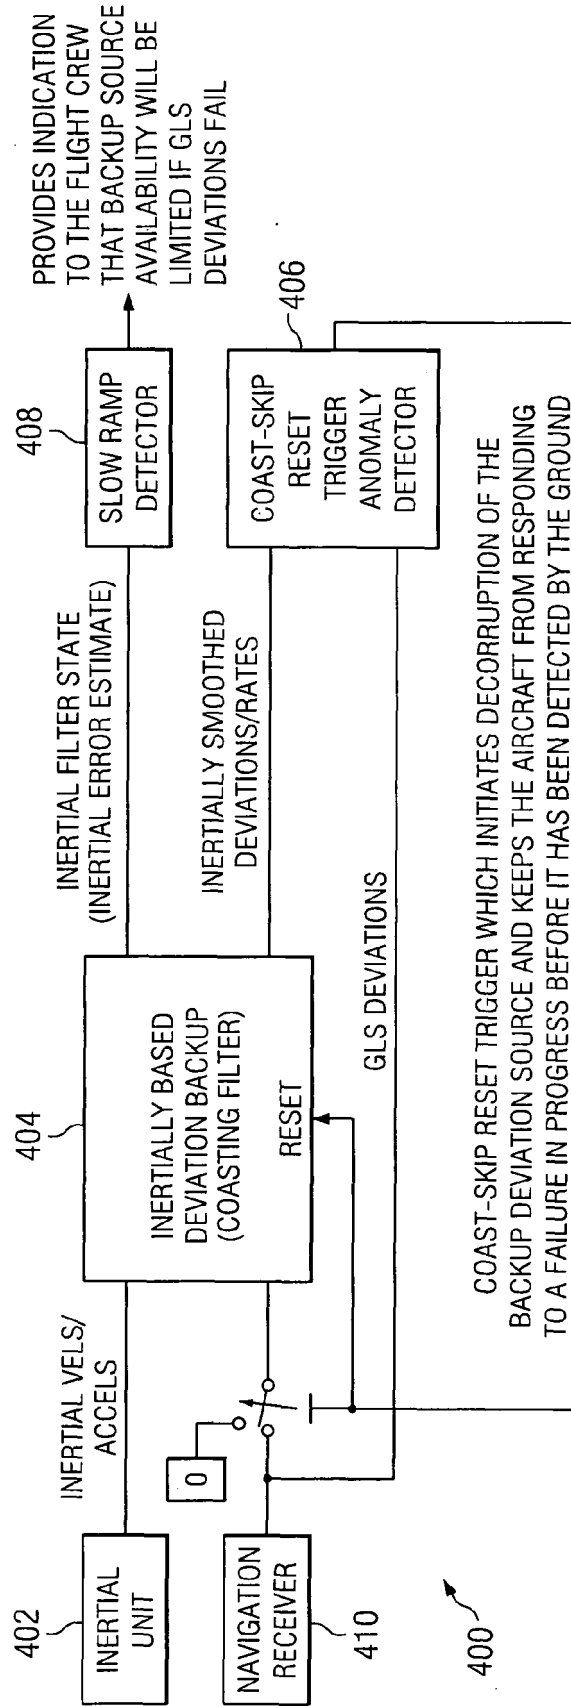 402
INERTIAL
UNIT
INERTIAL VELS/
ACCELS
0
NAVIGATION
RECEIVER
410
400
404
INERTIALLY BASED
DEVIATION BACKUP
(COASTING FILTER)
RESET
INERTIAL FILTER STATE
(INERTIAL ERROR ESTIMATE)
INERTIALLY SMOOTHED
DEVIATIONS/RATES
GLS DEVIATIONS
408
SLOW RAMP
DETECTOR
PROVIDES INDICATION
TO THE FLIGHT CREW
THAT BACKUP SOURCE
AVAILABILITY WILL BE
LIMITED IF GLS
DEVIATIONS FAIL
406
COAST-SKIP
RESET
TRIGGER
ANOMALY
DETECTOR
COAST-SKIP RESET TRIGGER WHICH INITIATES DECORRUPTION OF THE
BACKUP DEVIATION SOURCE AND KEEPS THE AIRCRAFT FROM RESPONDING
TO A FAILURE IN PROGRESS BEFORE IT HAS BEEN DETECTED BY THE GROUND